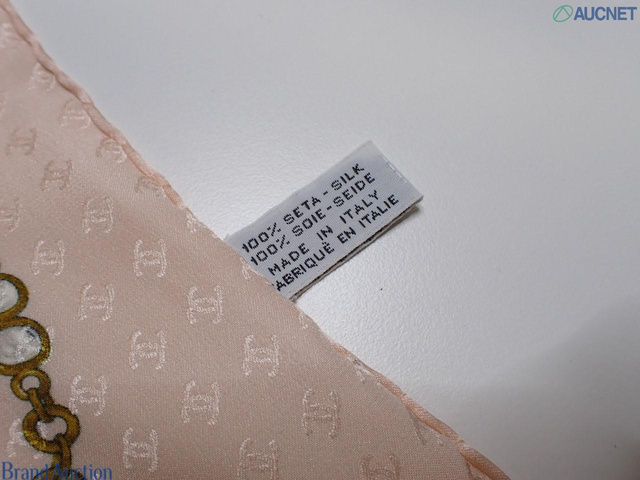 AUCNET
100% SETA - SILK
100% SOIE-SEIDE
MADE IN ITALY
FABRIQUÉ EN ITALIE
Brand Auction